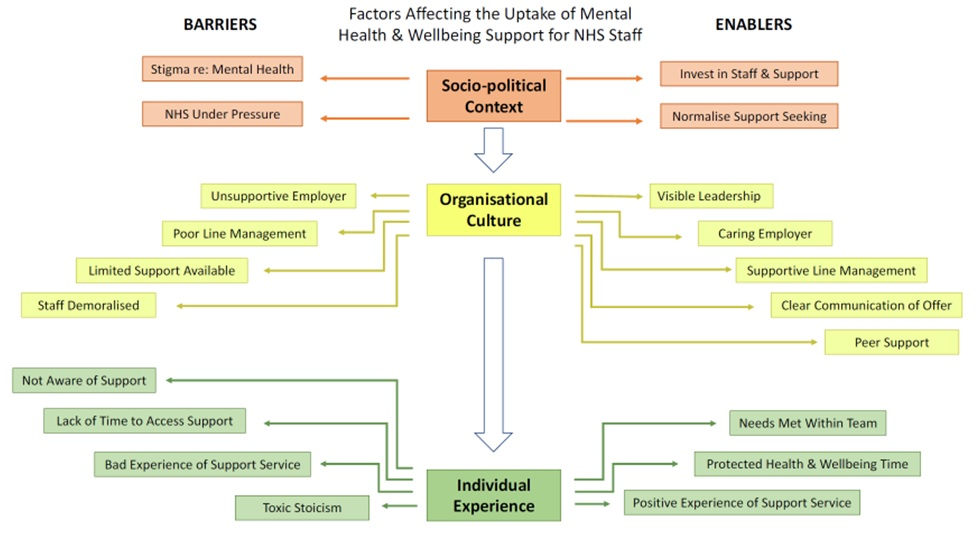 BARRIERS
Factors Affecting the Uptake of Mental
Health & Wellbeing Support for NHS Staff
ENABLERS
Stigma re: Mental Health
NHS Under Pressure
Socio-political
Context
Invest in Staff & Support
Normalise Support Seeking
Unsupportive Employer
Poor Line Management
Limited Support Available
Staff Demoralised
Organisational
Culture
Visible Leadership
Caring Employer
Supportive Line Management
Clear Communication of Offer
Peer Support
Not Aware of Support
Lack of Time to Access Support
Bad Experience of Support Service
Toxic Stoicism
Individual
Experience
Needs Met Within Team
Protected Health & Wellbeing Time
Positive Experience of Support Service